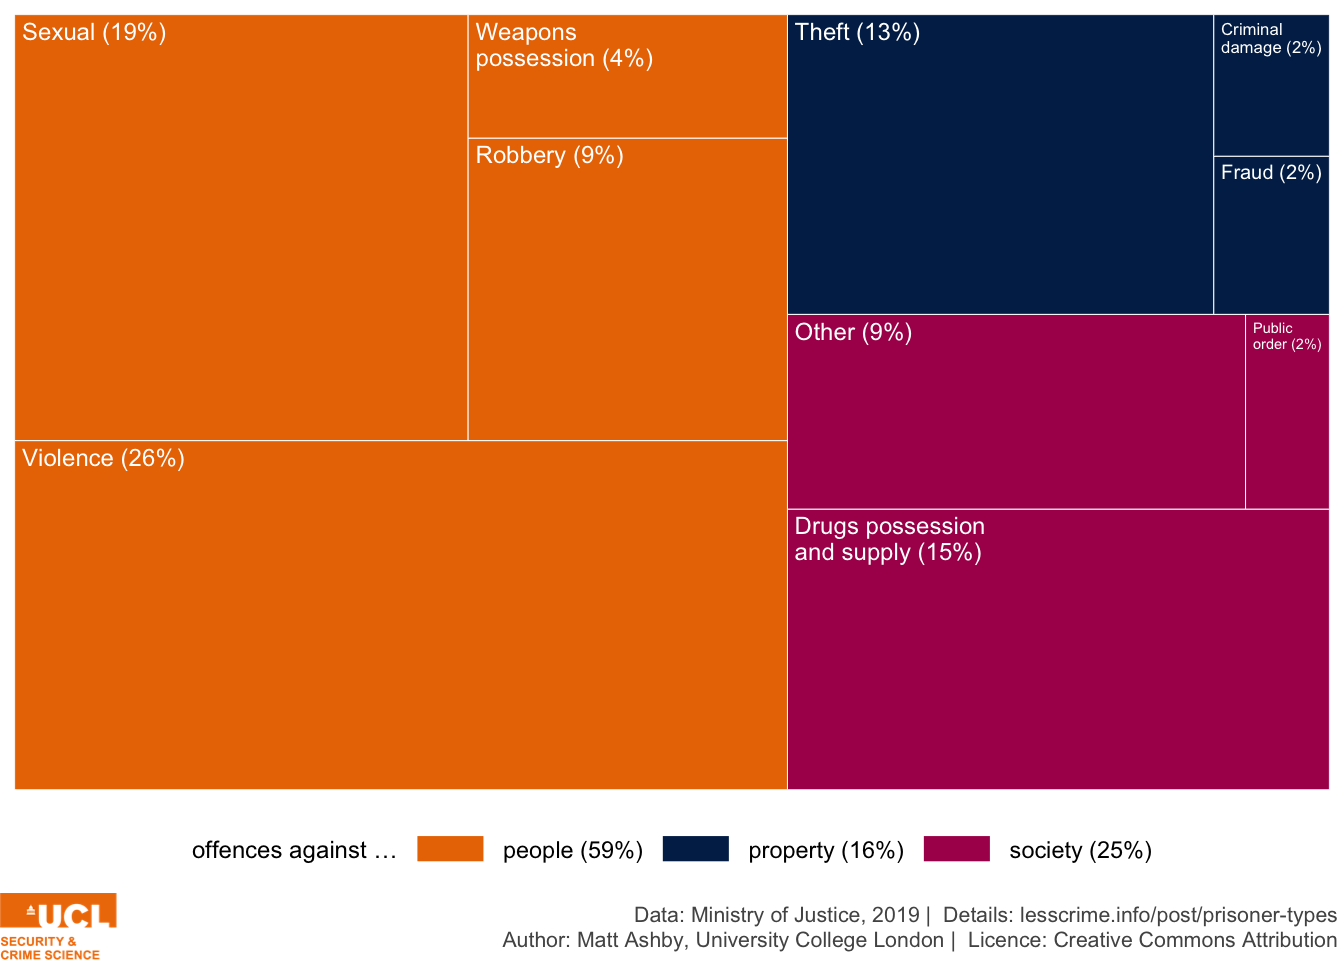 Sexual (19%)
Weapons
possession (4%)
Theft (13%)
Criminal
damage (2%)
Robbery (9%)
Fraud (2%)
Other (9%)
Public
order (2%)
Violence (26%)
Drugs possession
and supply (15%)
offences against … people (59%) property (16%) society (25%)
UCL
SECURITY &
CRIME SCIENCE
Data: Ministry of Justice, 2019 | Details: lesscrime.info/post/prisoner-types
Author: Matt Ashby, University College London | Licence: Creative Commons Attribution